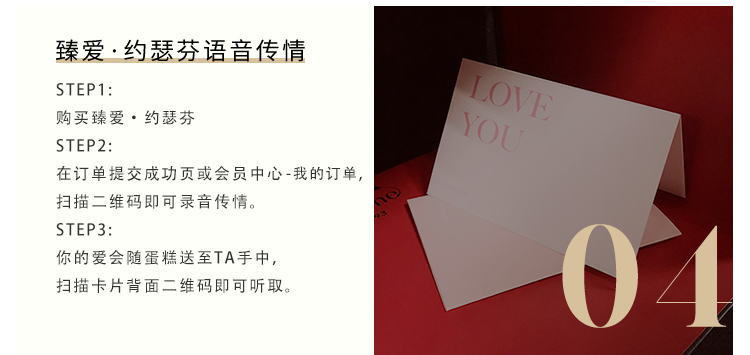 臻爱·约瑟芬语音传情
STEP1:
购买臻爱·约瑟芬
STEP2:
在订单提交成功页或会员中心-我的订单,
扫描二维码即可录音传情。
STEP3:
你的爱会随蛋糕送至TA手中,
扫描卡片背面二维码即可听取。
LOVE
YOU
04